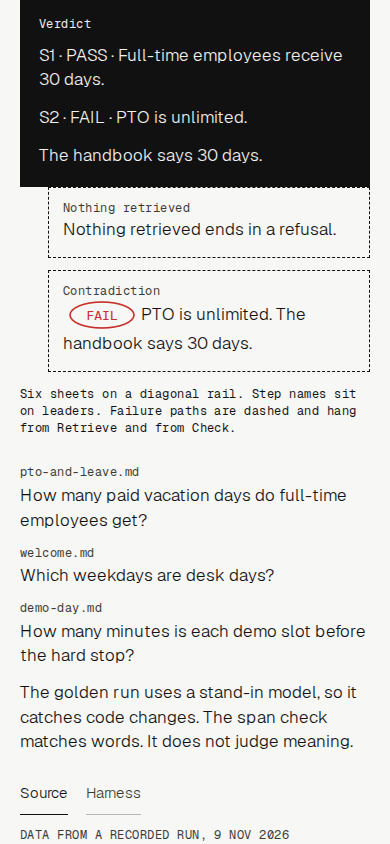 Verdict
S1 · PASS · Full-time employees receive
30 days.
S2 · FAIL · PTO is unlimited.
The handbook says 30 days.
Nothing retrieved
Nothing retrieved ends in a refusal.
Contradiction
FAIL PTO is unlimited. The
handbook says 30 days.
Six sheets on a diagonal rail. Step names sit
on leaders. Failure paths are dashed and hang
from Retrieve and from Check.
pto-and-leave.md
How many paid vacation days do full-time
employees get?
welcome.md
Which weekdays are desk days?
demo-day.md
How many minutes is each demo slot before
the hard stop?
The golden run uses a stand-in model, so it
catches code changes. The span check
matches words. It does not judge meaning.
Source Harness
DATA FROM A RECORDED RUN, 9 NOV 2026